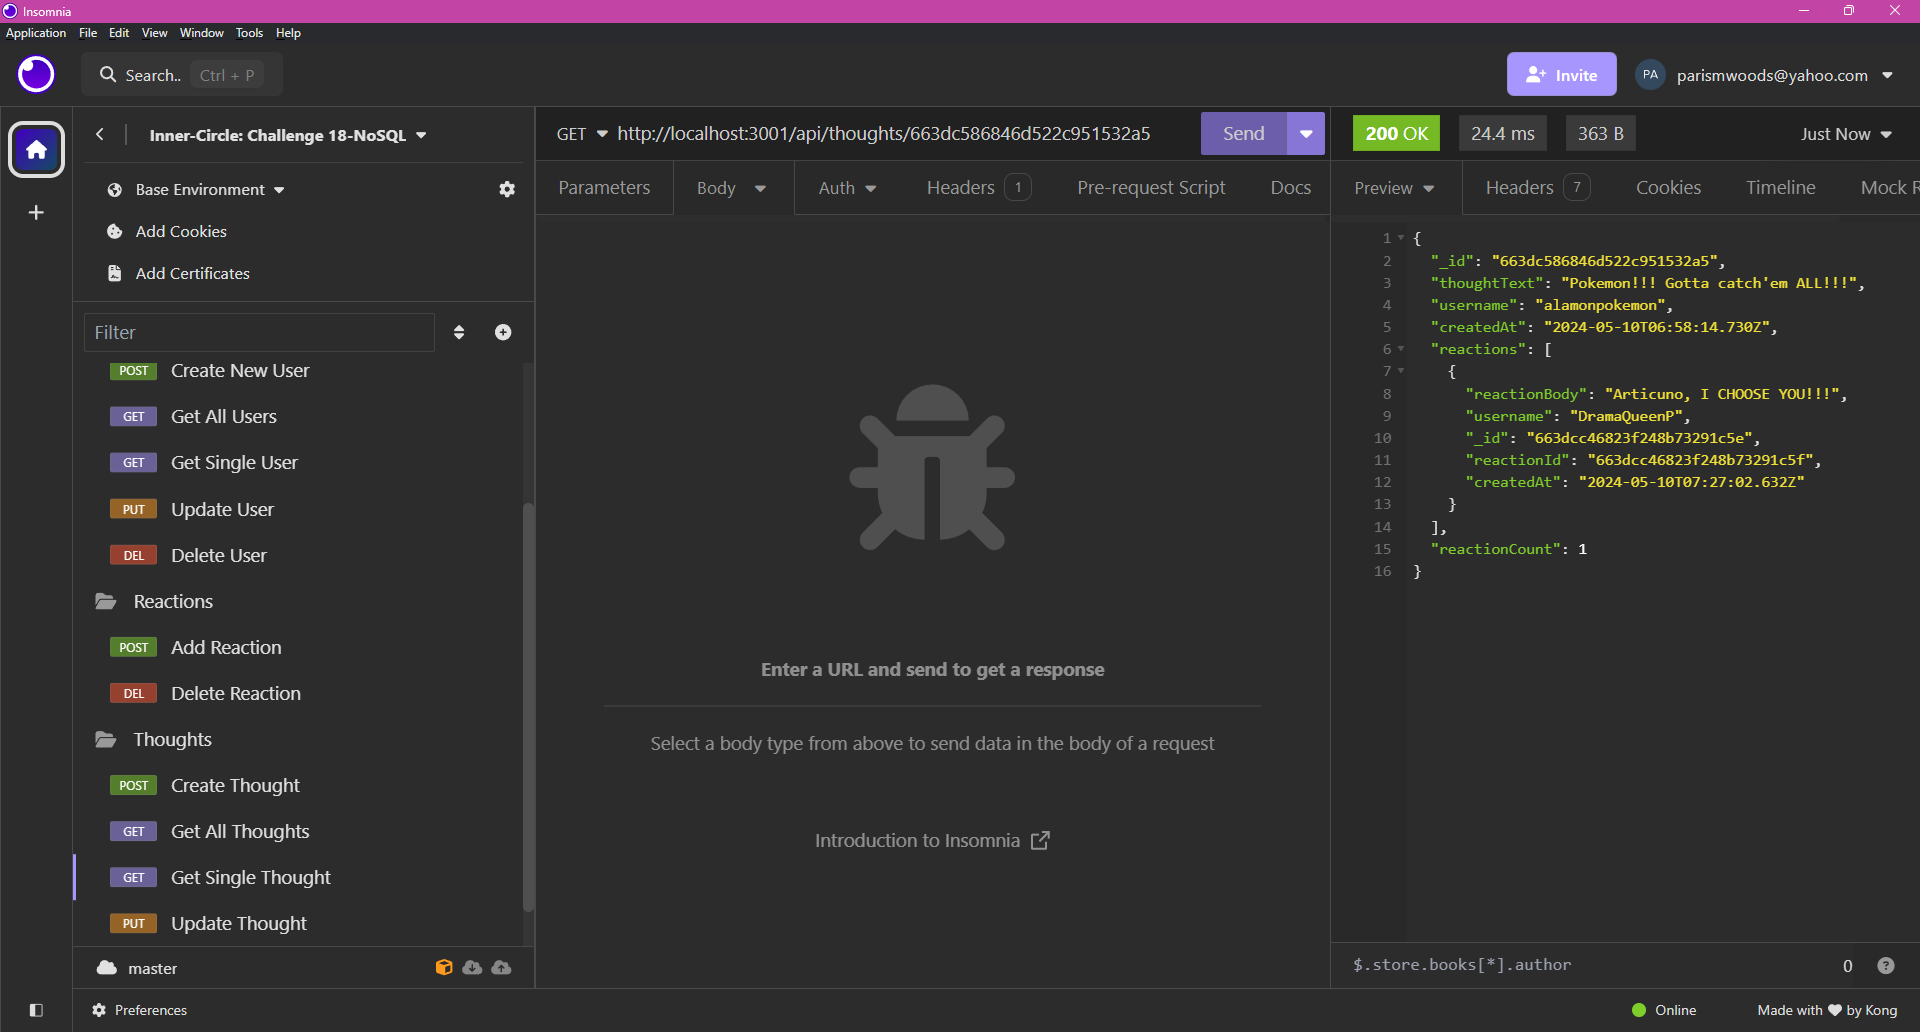 Insomnia
Application File Edit View Window Tools Help
Search.. Ctrl + P
Invite
PA parismwoods@yahoo.com
Inner-Circle: Challenge 18-NoSQL
Base Environment
Add Cookies
Add Certificates
Filter
POST Create New User
GET Get All Users
GET Get Single User
PUT Update User
DEL Delete User
Reactions
POST Add Reaction
DEL Delete Reaction
Thoughts
POST Create Thought
GET Get All Thoughts
GET Get Single Thought
PUT Update Thought
master
Preferences
GET http://localhost:3001/api/thoughts/663dc586846d522c951532a5 Send
Parameters Body Auth Headers 1 Pre-request Script Docs
Enter a URL and send to get a response
Select a body type from above to send data in the body of a request
Introduction to Insomnia
200 OK 24.4 ms 363 B Just Now
Preview Headers 7 Cookies Timeline Mock R
1 {
2 "_id": "663dc586846d522c951532a5",
3 "thoughtText": "Pokemon!!! Gotta catch'em ALL!!!",
4 "username": "alamonpokemon",
5 "createdAt": "2024-05-10T06:58:14.730Z",
6 "reactions": [
7 {
8 "reactionBody": "Articuno, I CHOOSE YOU!!!",
9 "username": "DramaQueenP",
10 "_id": "663dcc46823f248b73291c5e",
11 "reactionId": "663dcc46823f248b73291c5f",
12 "createdAt": "2024-05-10T07:27:02.632Z"
13 }
14 ],
15 "reactionCount": 1
16 }
$.store.books[*].author 0
Online Made with by Kong